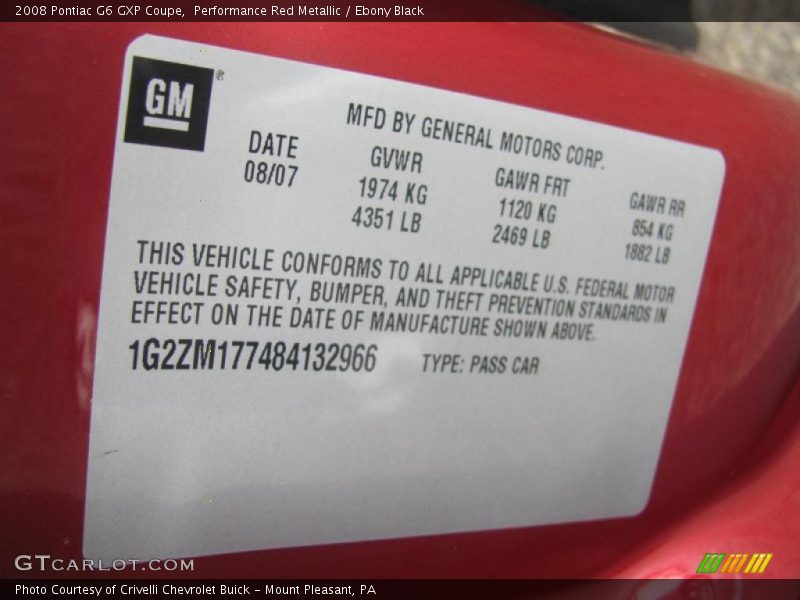 2008 Pontiac G6 GXP Coupe,  Performance Red Metallic / Ebony Black
GM ®
MFD BY GENERAL MOTORS CORP.
DATE GVWR GAWR FRT GAWR RR
08/07 1974 KG 1120 KG 854 KG
4351 LB 2469 LB 1882 LB
THIS VEHICLE CONFORMS TO ALL APPLICABLE U.S. FEDERAL MOTOR
VEHICLE SAFETY, BUMPER, AND THEFT PREVENTION STANDARDS IN
EFFECT ON THE DATE OF MANUFACTURE SHOWN ABOVE.
1G2ZM177484132966 TYPE: PASS CAR
GTCARLOT.COM
Photo Courtesy of Crivelli Chevrolet Buick – Mount Pleasant, PA